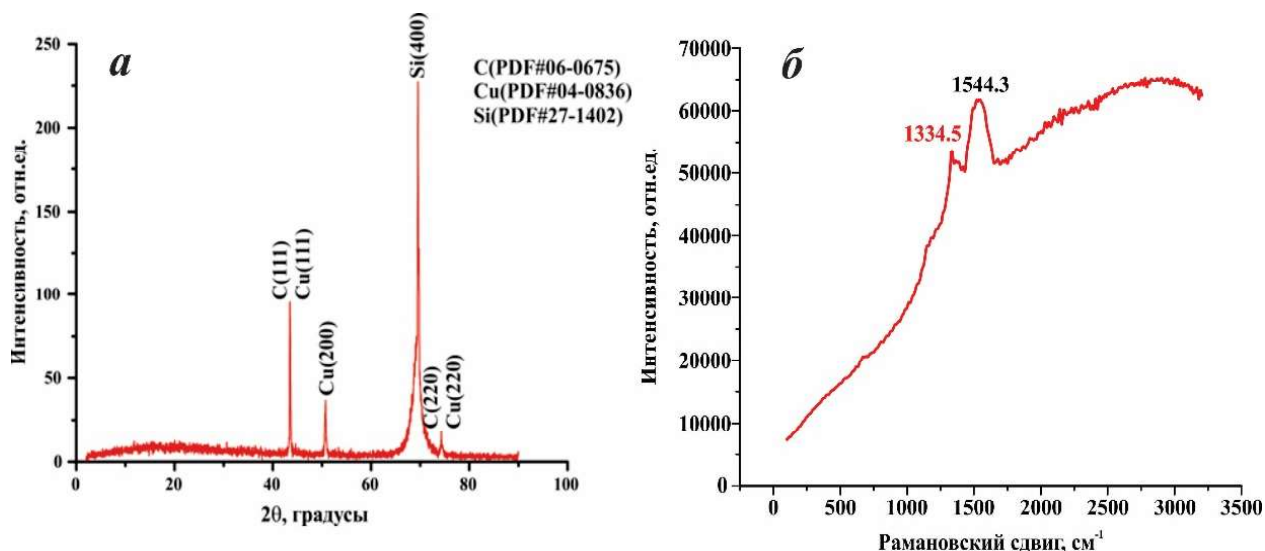 а
C(PDF#06-0675)
Cu(PDF#04-0836)
Si(PDF#27-1402)
Si(400)
C(111)
Cu(111)
Cu(200)
C(220)
Cu(220)
Интенсивность, отн.ед.
250
200
150
100
50
0
0
20
40
60
80
100
2θ, градусы
б
1544.3
1334.5
Интенсивность, отн.ед.
70000
60000
50000
40000
30000
20000
10000
0
0
500
1000
1500
2000
2500
3000
3500
Рамановский сдвиг, см⁻¹